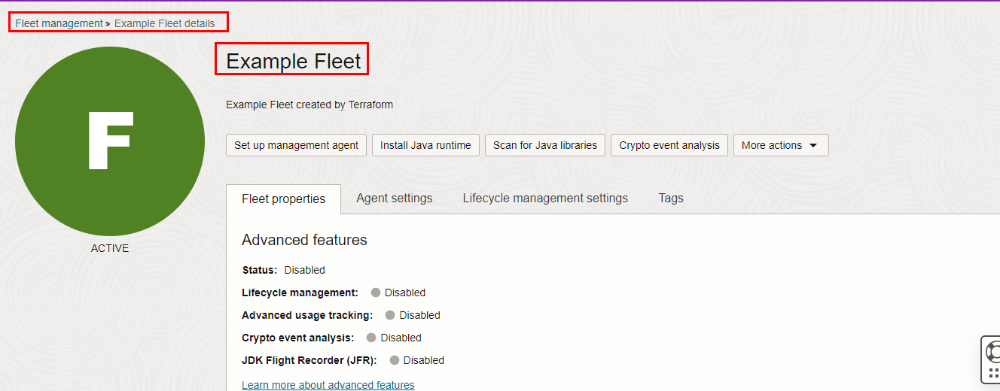 Fleet management » Example Fleet details
Example Fleet
F
ACTIVE
Example Fleet created by Terraform
Set up management agent Install Java runtime Scan for Java libraries Crypto event analysis More actions
Fleet properties Agent settings Lifecycle management settings Tags
Advanced features
Status: Disabled
Lifecycle management: Disabled
Advanced usage tracking: Disabled
Crypto event analysis: Disabled
JDK Flight Recorder (JFR): Disabled
Learn more about advanced features